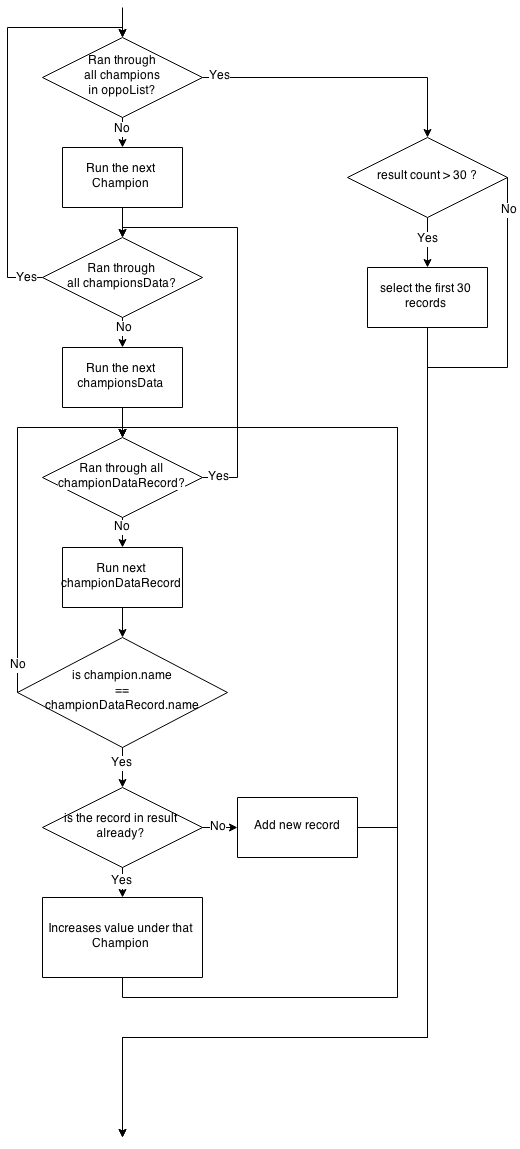 Ran through
all champions
in oppoList?
Yes
No
Run the next
Champion
result count > 30 ?
No
Yes
select the first 30
records
Ran through
all championsData?
Yes
No
Run the next
championsData
Ran through all
championDataRecord?
Yes
No
Run next
championDataRecord
No
is champion.name
==
championDataRecord.name
Yes
is the record in result
already?
No
Add new record
Yes
Increases value under that
Champion